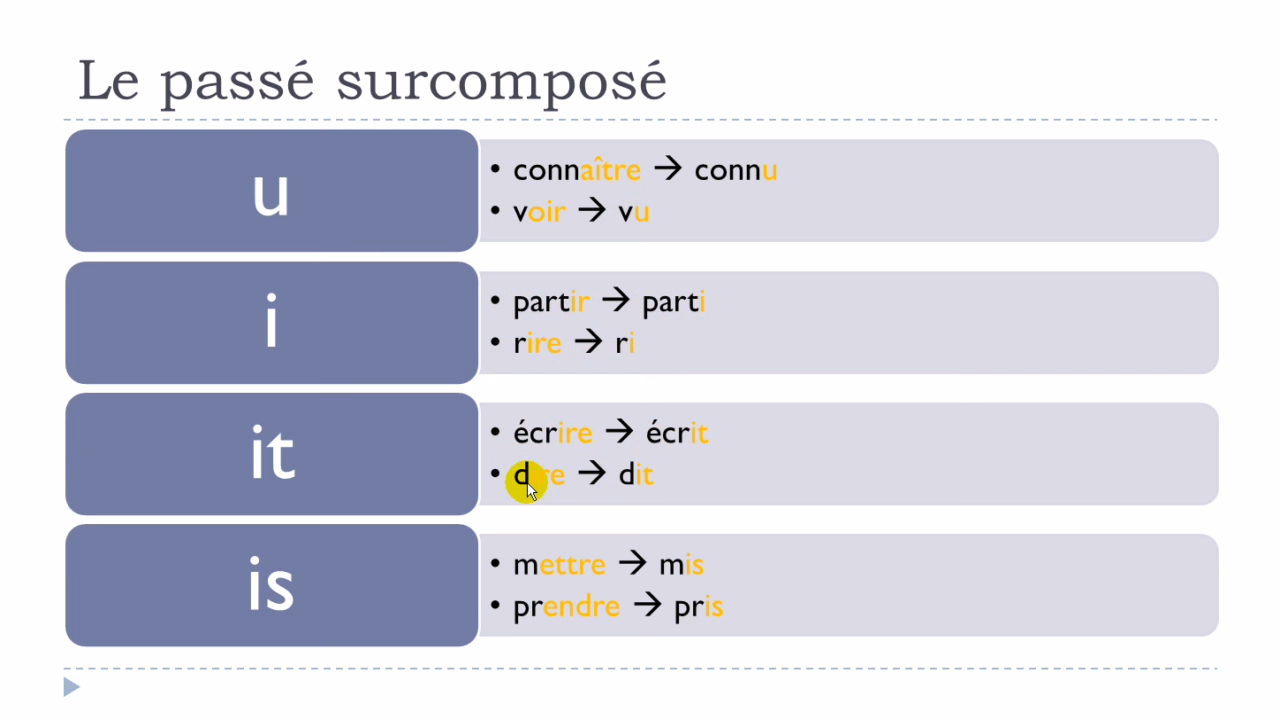 Le passé surcomposé
u
• connaître → connu
• voir → vu
i
• partir → parti
• rire → ri
it
• écrire → écrit
• dire → dit
is
• mettre → mis
• prendre → pris